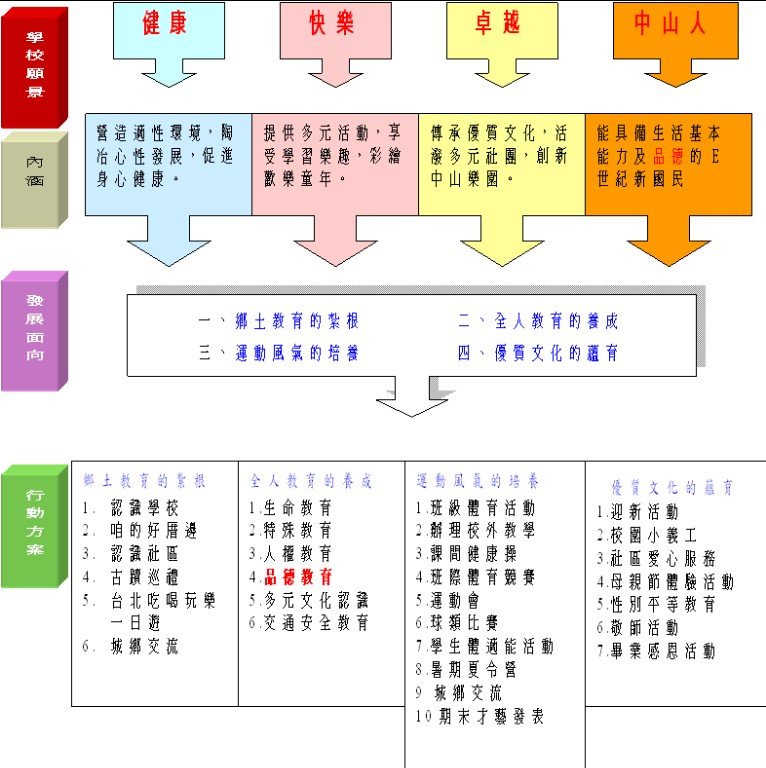 學校願景
健康
快樂
卓越
中山人
內涵
營造適性環境，陶
冶心性發展，促進
身心健康。
提供多元活動，享
受學習樂趣，彩繪
歡樂童年。
傳承優質文化，活
潑多元社團，創新
中山樂園。
能具備生活基本
能力及品德的E
世紀新國民
發展面向
一、鄉土教育的紮根
二、全人教育的養成
三、運動風氣的培養
四、優質文化的蘊育
行動方案
鄉土教育的紮根
1. 認識學校
2. 咱的好厝邊
3. 認識社區
4. 古蹟巡禮
5. 台北吃喝玩樂
一日遊
6. 城鄉交流
全人教育的養成
1.生命教育
2.特殊教育
3.人權教育
4.品德教育
5.多元文化認識
6.交通安全教育
運動風氣的培養
1.班級體育活動
2.辦理校外教學
3.課間健康操
4.班際體育觀賽
5.運動會
6.球類比賽
7.學生體適能活動
8.暑期夏令營
9 城鄉交流
10期末才藝發表
優質文化的蘊育
1.迎新活動
2.校園小義工
3.社區愛心服務
4.母親節體驗活動
5.性別平等教育
6.敬師活動
7.畢業感恩活動